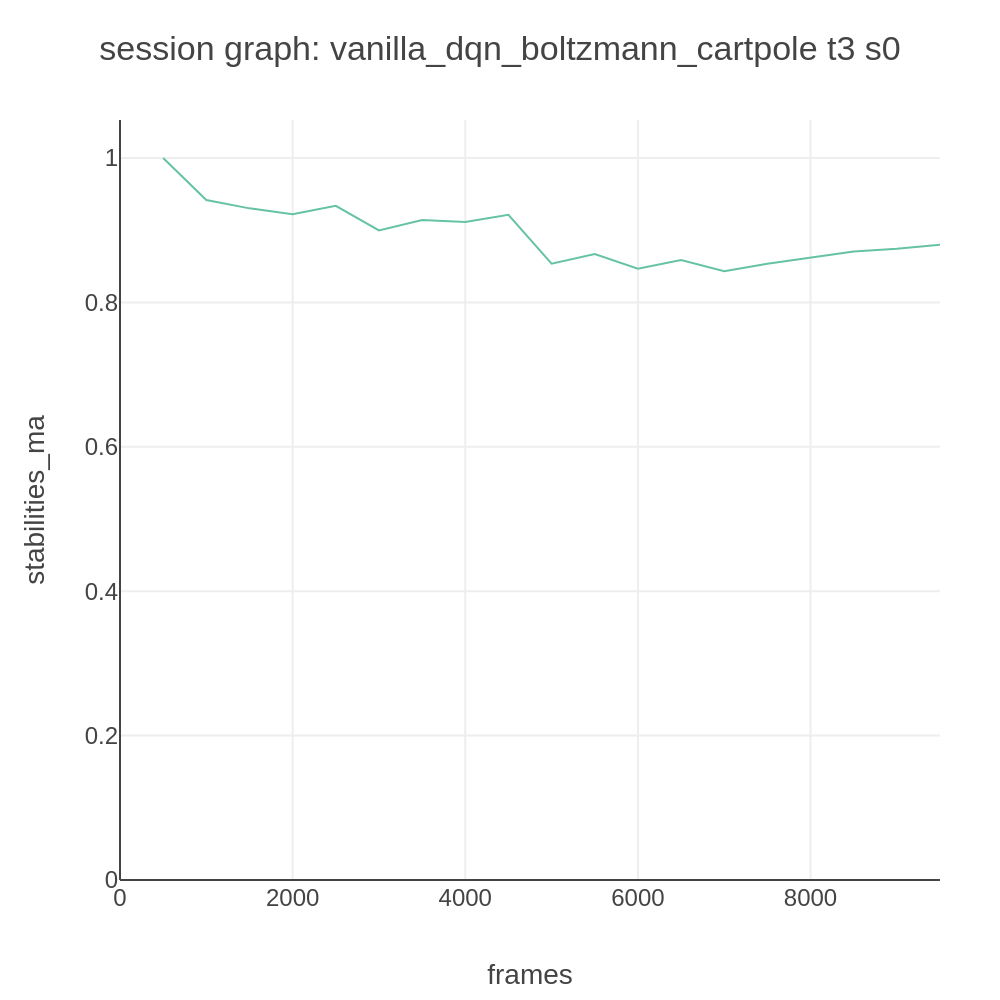 session graph: vanilla_dqn_boltzmann_cartpole t3 s0
1
0.8
0.6
0.4
0.2
0
stabilities_ma
0 2000 4000 6000 8000
frames